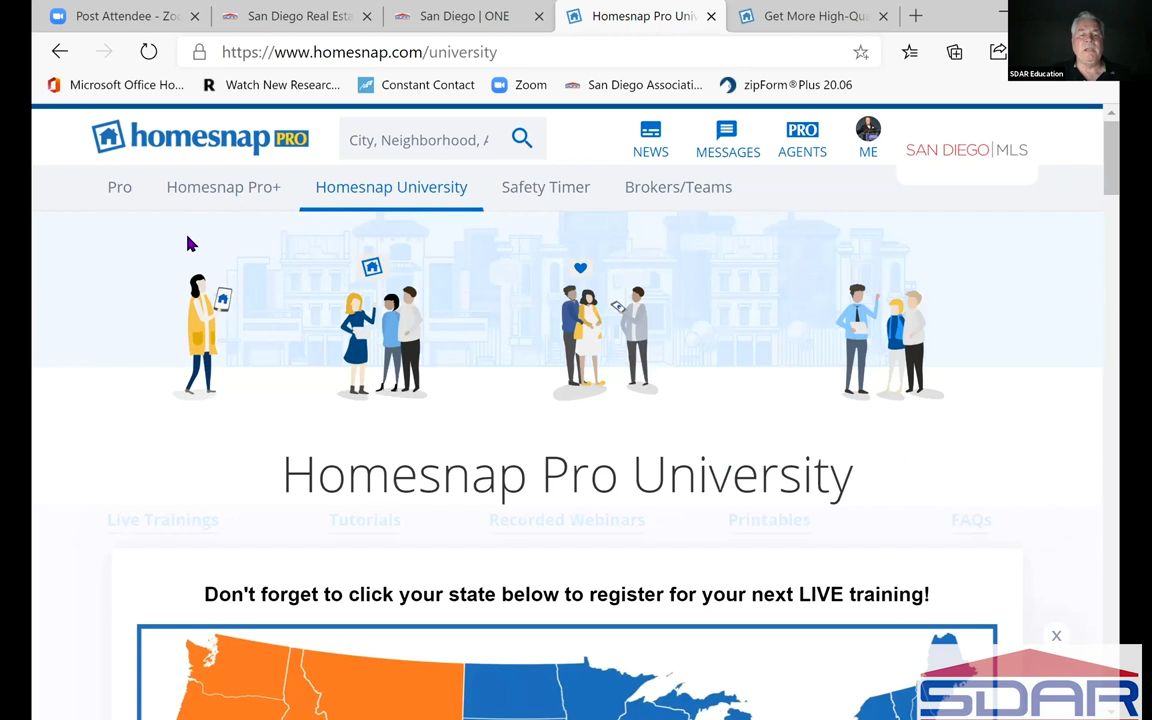 Post Attendee - Zo
San Diego Real Esta
San Diego | ONE
Homesnap Pro Uni
Get More High-Qua
https://www.homesnap.com/university
SDAR Education
Microsoft Office Ho...
Watch New Researc...
Constant Contact
Zoom
San Diego Associati...
zipForm®Plus 20.06
homesnap PRO
City, Neighborhood, A
NEWS
MESSAGES
PRO
AGENTS
ME
SAN DIEGO|MLS
Pro
Homesnap Pro+
Homesnap University
Safety Timer
Brokers/Teams
Homesnap Pro University
Live Trainings
Tutorials
Recorded Webinars
Printables
FAQs
Don't forget to click your state below to register for your next LIVE training!
X
SDAR